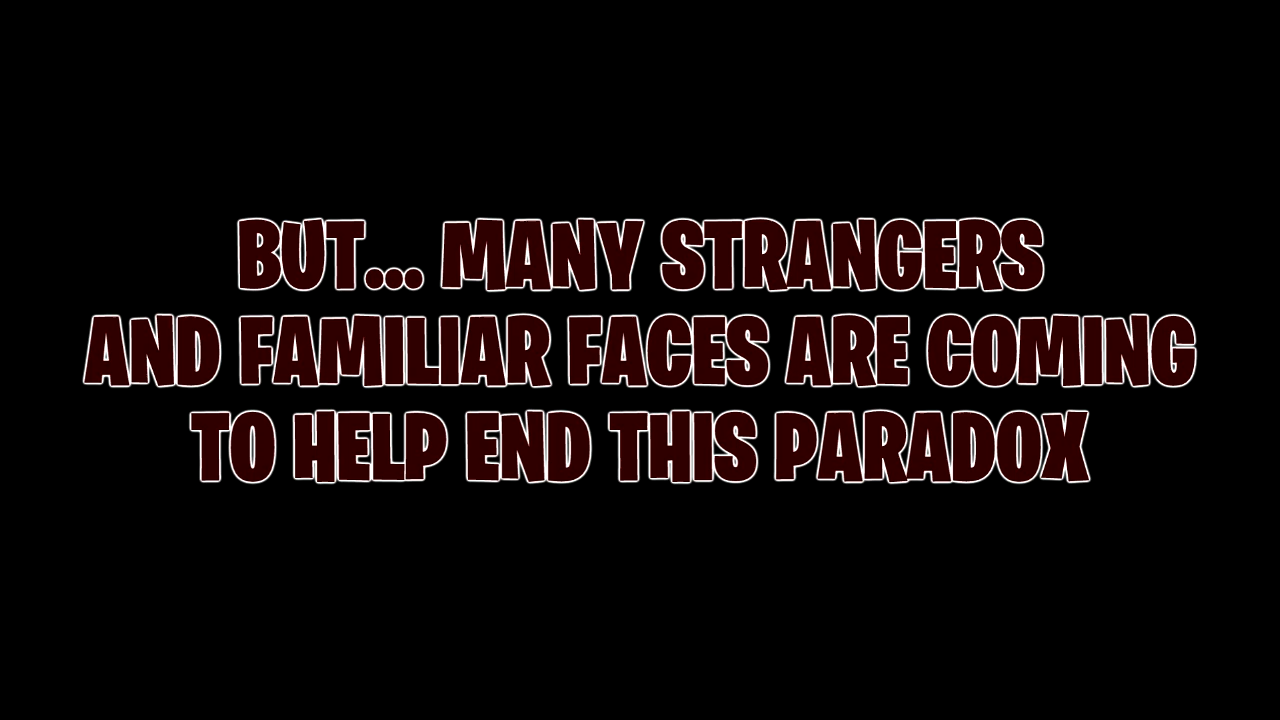 BUT... MANY STRANGERS
AND FAMILIAR FACES ARE COMING
TO HELP END THIS PARADOX